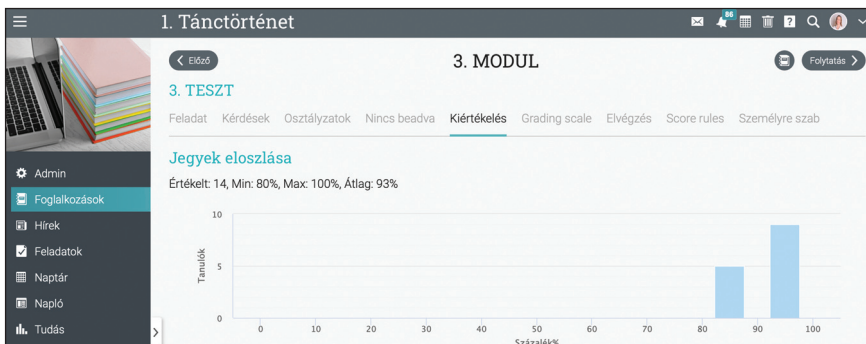 1. Tánctörténet
86
?
Előző
3. MODUL
Folytatás
3. TESZT
Feladat Kérdések Osztályzatok Nincs beadva Kiértékelés Grading scale Elvégzés Score rules Személyre szab
Jegyek eloszlása
Értékelt: 14, Min: 80%, Max: 100%, Átlag: 93%
Admin
Foglalkozások
Hírek
Feladatok
Naptár
Napló
Tudás
Tanulók
10
5
0
0 10 20 30 40 50 60 70 80 90 100
Százalék%